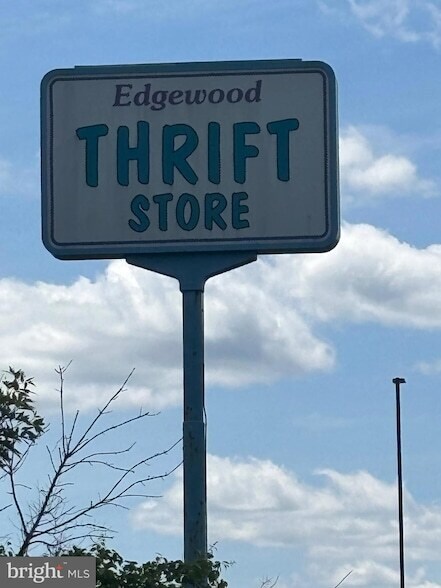 Edgewood
THRIFT
STORE
bright MLS